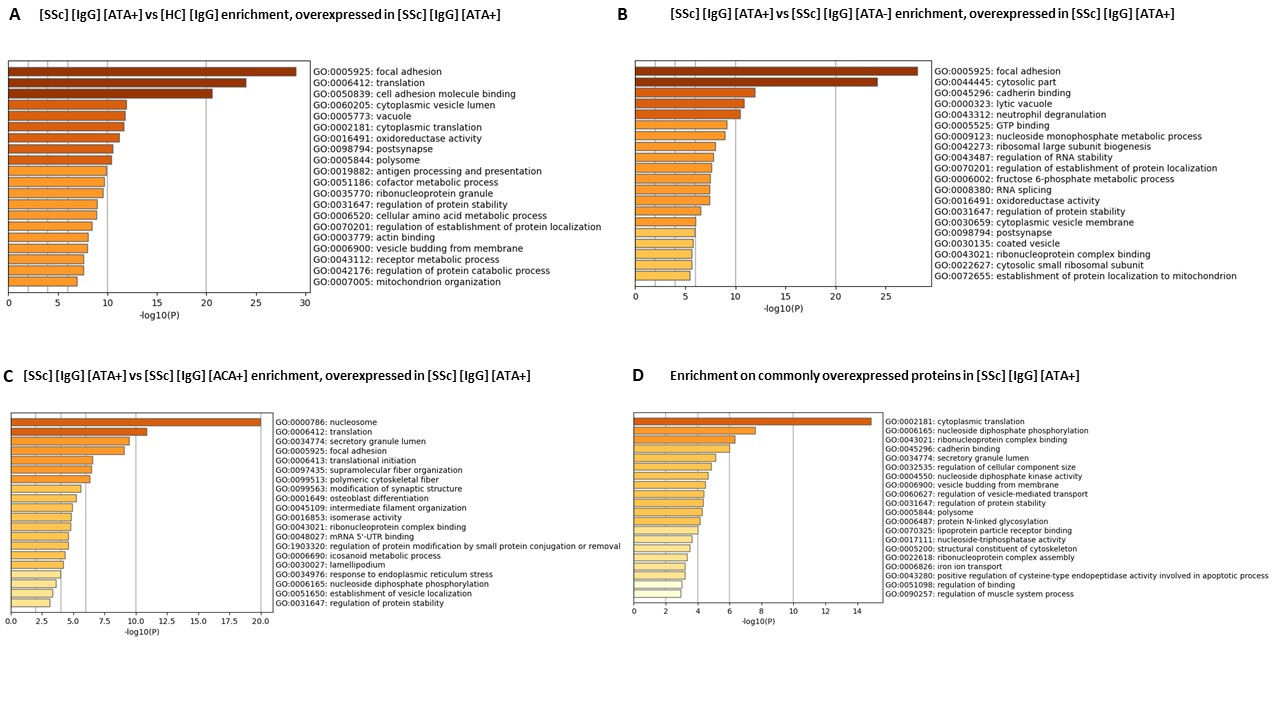 A [SSc] [IgG] [ATA+] vs [HC] [IgG] enrichment, overexpressed in [SSc] [IgG] [ATA+]
GO:0005925: focal adhesion
GO:0006412: translation
GO:0050839: cell adhesion molecule binding
GO:0060205: cytoplasmic vesicle lumen
GO:0005773: vacuole
GO:0002181: cytoplasmic translation
GO:0016491: oxidoreductase activity
GO:0098794: postsynapse
GO:0005844: polysome
GO:0019882: antigen processing and presentation
GO:0051186: cofactor metabolic process
GO:0035770: ribonucleoprotein granule
GO:0031647: regulation of protein stability
GO:0006520: cellular amino acid metabolic process
GO:0070201: regulation of establishment of protein localization
GO:0003779: actin binding
GO:0006900: vesicle budding from membrane
GO:0043112: receptor metabolic process
GO:0042176: regulation of protein catabolic process
GO:0007005: mitochondrion organization
0 5 10 15 20 25 30
-log10(P)
B [SSc] [IgG] [ATA+] vs [SSc] [IgG] [ATA-] enrichment, overexpressed in [SSc] [IgG] [ATA+]
GO:0005925: focal adhesion
GO:0044445: cytosolic part
GO:0045296: cadherin binding
GO:0000323: lytic vacuole
GO:0043312: neutrophil degranulation
GO:0005525: GTP binding
GO:0009123: nucleoside monophosphate metabolic process
GO:0042273: ribosomal large subunit biogenesis
GO:0043487: regulation of RNA stability
GO:0070201: regulation of establishment of protein localization
GO:0006002: fructose 6-phosphate metabolic process
GO:0008380: RNA splicing
GO:0016491: oxidoreductase activity
GO:0031647: regulation of protein stability
GO:0030659: cytoplasmic vesicle membrane
GO:0098794: postsynapse
GO:0030135: coated vesicle
GO:0043021: ribonucleoprotein complex binding
GO:0022627: cytosolic small ribosomal subunit
GO:0072655: establishment of protein localization to mitochondrion
0 5 10 15 20 25
-log10(P)
C [SSc] [IgG] [ATA+] vs [SSc] [IgG] [ACA+] enrichment, overexpressed in [SSc] [IgG] [ATA+]
GO:0000786: nucleosome
GO:0006412: translation
GO:0034774: secretory granule lumen
GO:0005925: focal adhesion
GO:0006413: translational initiation
GO:0097435: supramolecular fiber organization
GO:0099513: polymeric cytoskeletal fiber
GO:0099563: modification of synaptic structure
GO:0001649: osteoblast differentiation
GO:0045109: intermediate filament organization
GO:0016853: isomerase activity
GO:0043021: ribonucleoprotein complex binding
GO:0048027: mRNA 5'-UTR binding
GO:1903320: regulation of protein modification by small protein conjugation or removal
GO:0006690: icosanoid metabolic process
GO:0030027: lamellipodium
GO:0034976: response to endoplasmic reticulum stress
GO:0006165: nucleoside diphosphate phosphorylation
GO:0051650: establishment of vesicle localization
GO:0031647: regulation of protein stability
0.0 2.5 5.0 7.5 10.0 12.5 15.0 17.5 20.0
-log10(P)
D Enrichment on commonly overexpressed proteins in [SSc] [IgG] [ATA+]
GO:0002181: cytoplasmic translation
GO:0006165: nucleoside diphosphate phosphorylation
GO:0043021: ribonucleoprotein complex binding
GO:0045296: cadherin binding
GO:0034774: secretory granule lumen
GO:0032535: regulation of cellular component size
GO:0004550: nucleoside diphosphate kinase activity
GO:0006900: vesicle budding from membrane
GO:0060627: regulation of vesicle-mediated transport
GO:0031647: regulation of protein stability
GO:0005844: polysome
GO:0006487: protein N-linked glycosylation
GO:0070325: lipoprotein particle receptor binding
GO:0017111: nucleoside-triphosphatase activity
GO:0005200: structural constituent of cytoskeleton
GO:0022618: ribonucleoprotein complex assembly
GO:0006826: iron ion transport
GO:0043280: positive regulation of cysteine-type endopeptidase activity involved in apoptotic process
GO:0051098: regulation of binding
GO:0090257: regulation of muscle system process
0 2 4 6 8 10 12 14
-log10(P)